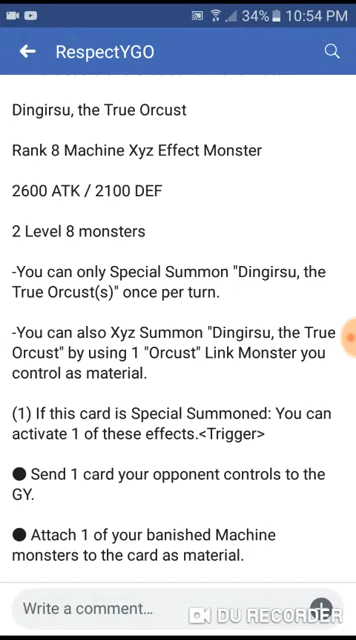 34% 10:54 PM
RespectYGO
Dingirsu, the True Orcust
Rank 8 Machine Xyz Effect Monster
2600 ATK / 2100 DEF
2 Level 8 monsters
-You can only Special Summon "Dingirsu, the
True Orcust(s)" once per turn.
-You can also Xyz Summon "Dingirsu, the True
Orcust" by using 1 "Orcust" Link Monster you
control as material.
(1) If this card is Special Summoned: You can
activate 1 of these effects.<Trigger>
● Send 1 card your opponent controls to the
GY.
● Attach 1 of your banished Machine
monsters to the card as material.
Write a comment…
DU RECORDER